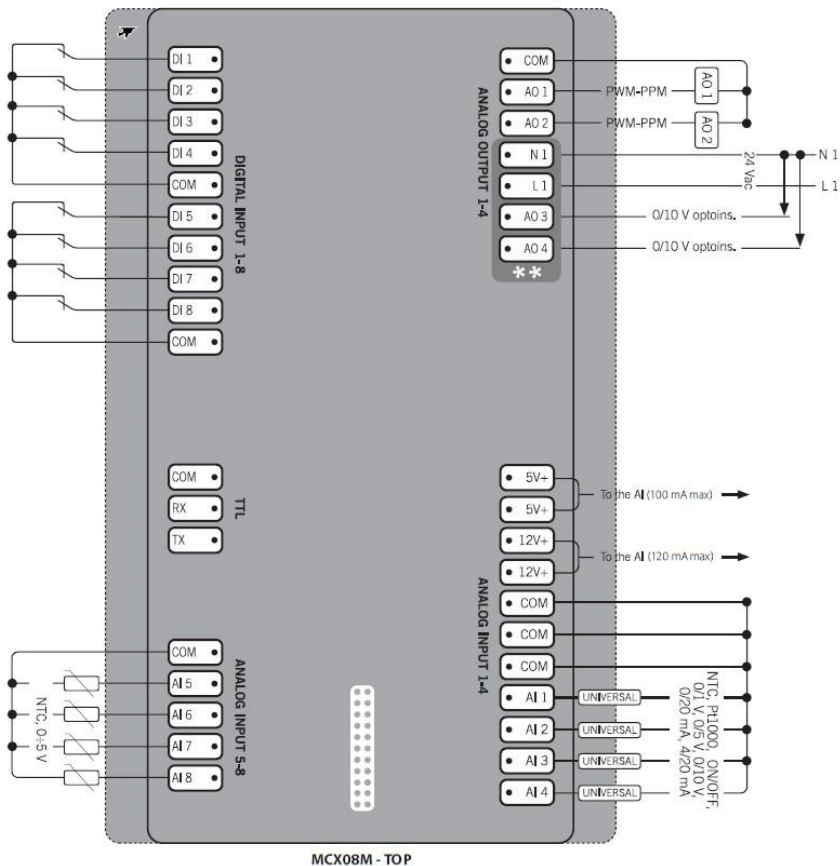 DI 1
DI 2
DI 3
DI 4
COM
DI 5
DI 6
DI 7
DI 8
COM
DIGITAL INPUT 1-8
COM
RX
TX
TTL
COM
AI 5
AI 6
AI 7
AI 8
ANALOG INPUT 5-8
NTC, 0÷5 V
COM
AO 1
AO 2
N 1
L 1
AO 3
AO 4
**
ANALOG OUTPUT 1-4
PWM-PPM
AO 1
PWM-PPM
AO 2
24 Vac
N 1
L 1
0/10 V optoins.
0/10 V optoins.
5V+
5V+
12V+
12V+
COM
COM
COM
AI 1
AI 2
AI 3
AI 4
ANALOG INPUT 1-4
To the AI (100 mA max)
To the AI (120 mA max)
UNIVERSAL
UNIVERSAL
UNIVERSAL
UNIVERSAL
NTC, Pt1000, ON/OFF,
0/1 V, 0/5 V, 0/10 V,
0/20 mA, 4/20 mA
MCX08M - TOP